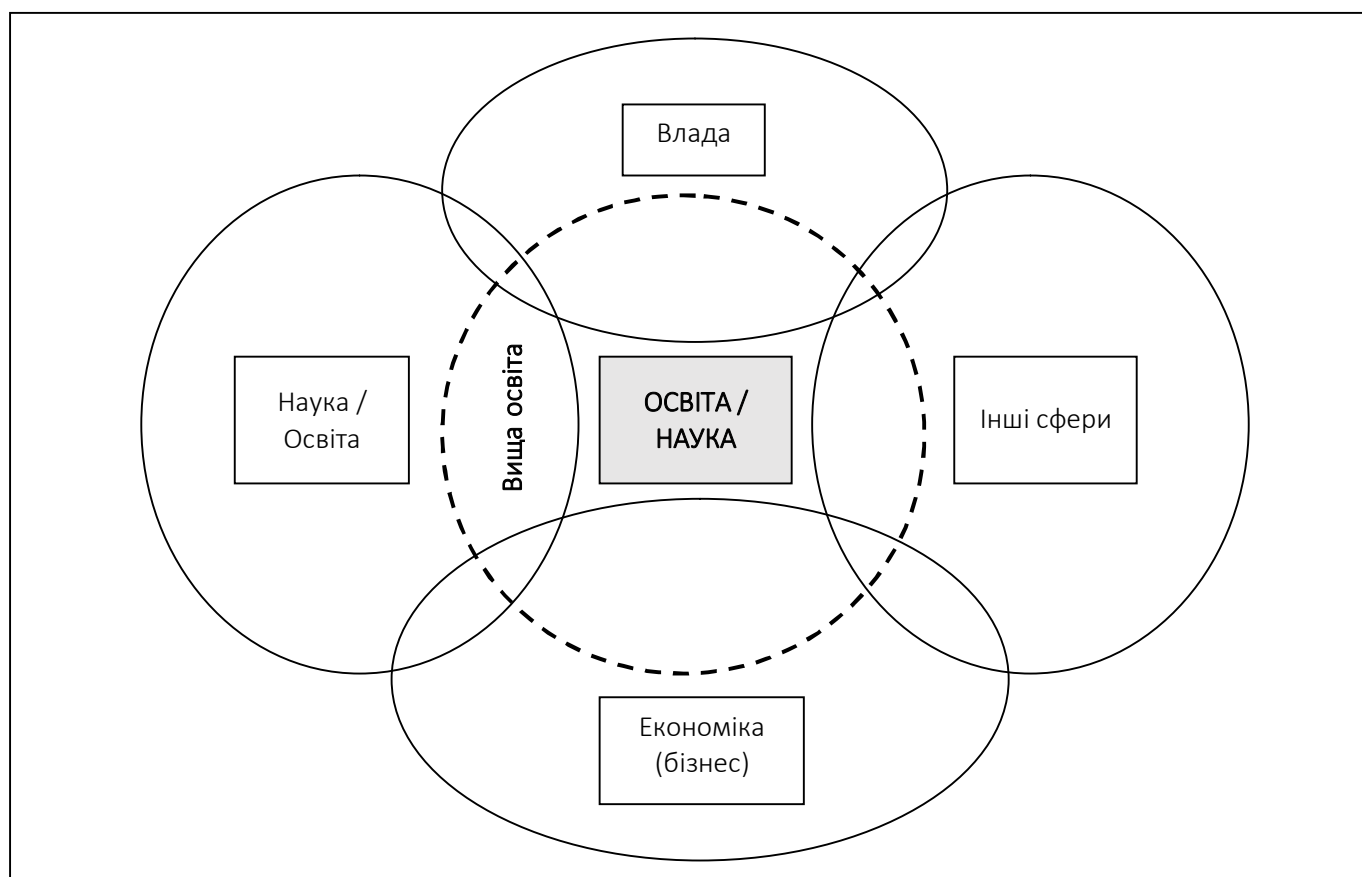 Влада
Наука /
Освіта
Вища освіта
ОСВІТА /
НАУКА
Інші сфери
Економіка
(бізнес)